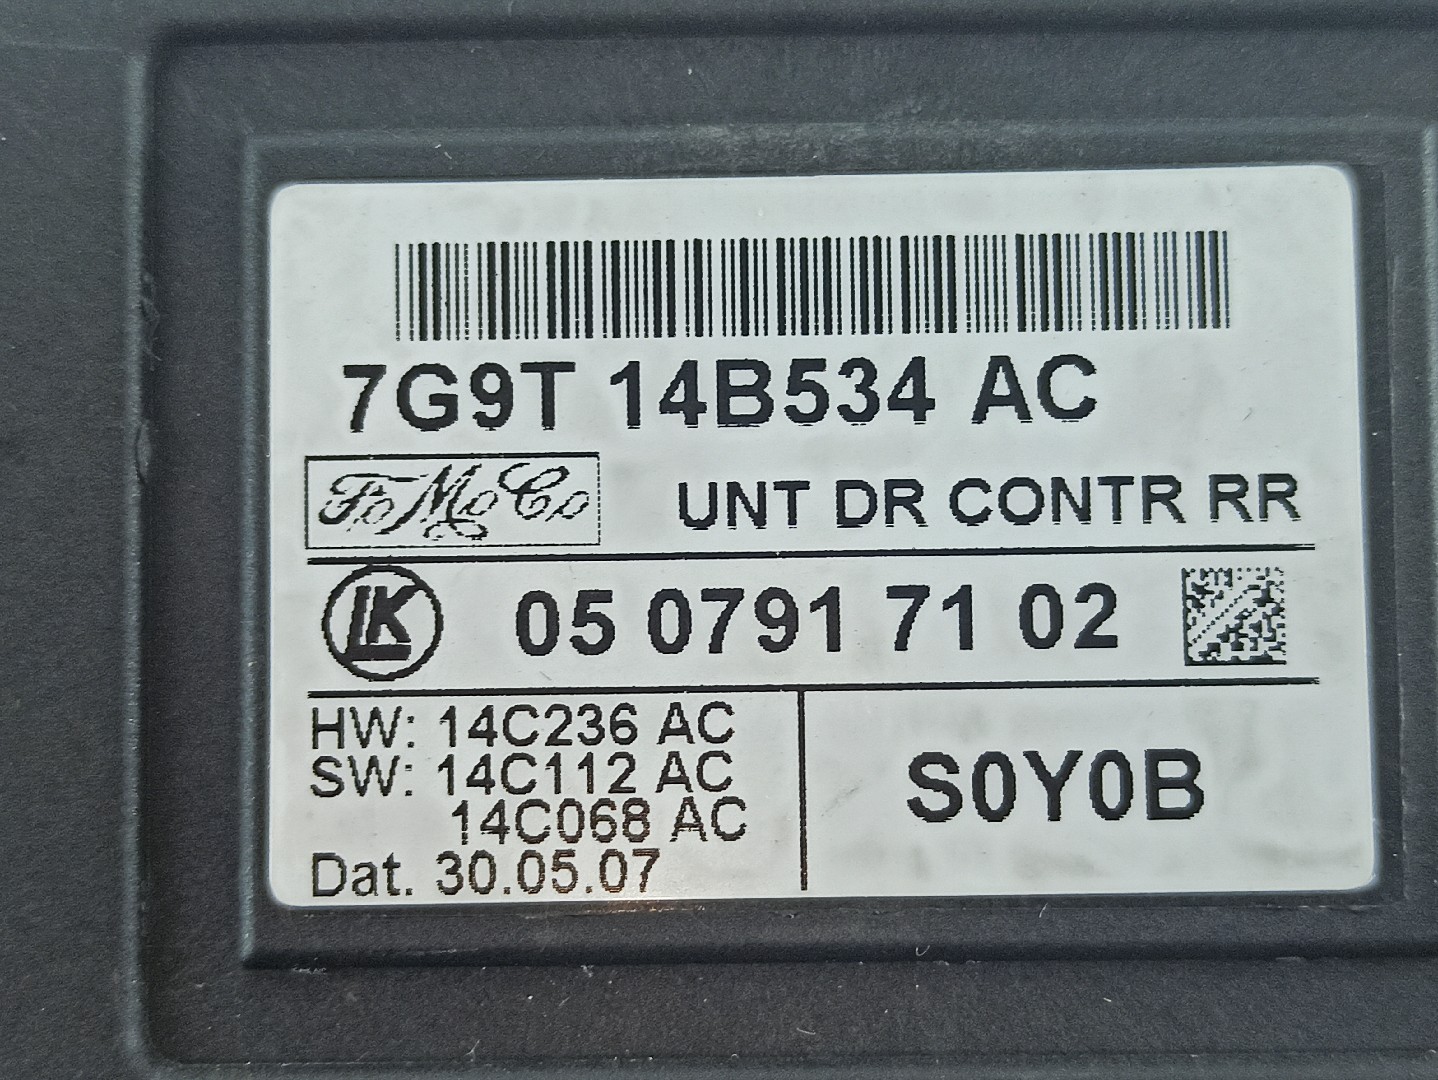 7G9T 14B534 AC
FoMoCo
UNT DR CONTR RR
LK
05 0791 71 02
HW: 14C236 AC
SW: 14C112 AC
14C068 AC
Dat. 30.05.07
S0Y0B